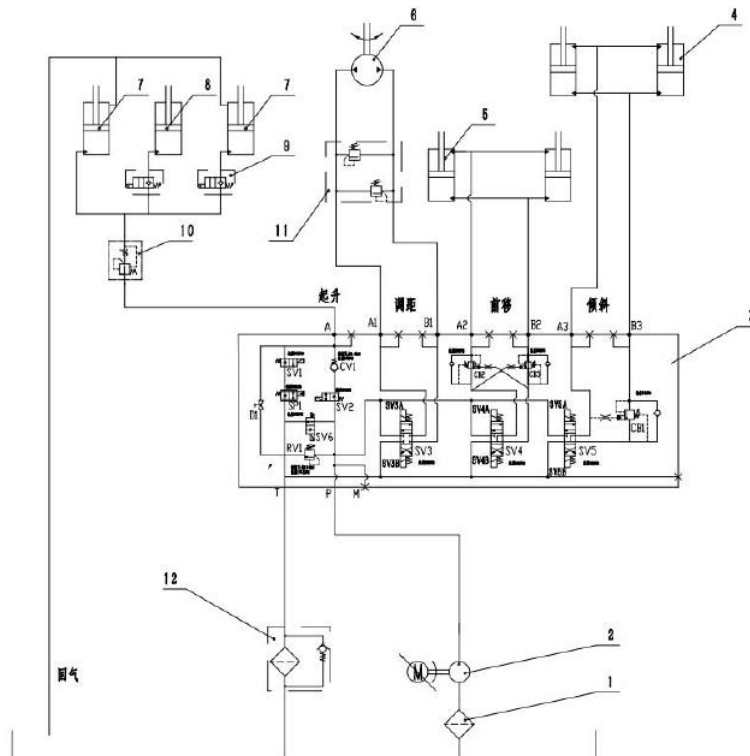 6
4
7
8
7
5
9
10
11
起升
调距
前移
倾斜
A
A1
B1
A2
B2
A3
B3
SV1
CV1
CB2
CB3
SP1
SV2
D1
SV6
RV1
SV3A
SV4A
SV5A
CB1
SV3
SV4
SV5
SV3B
SV4B
SV5B
T
P
M
12
2
回气
M
1